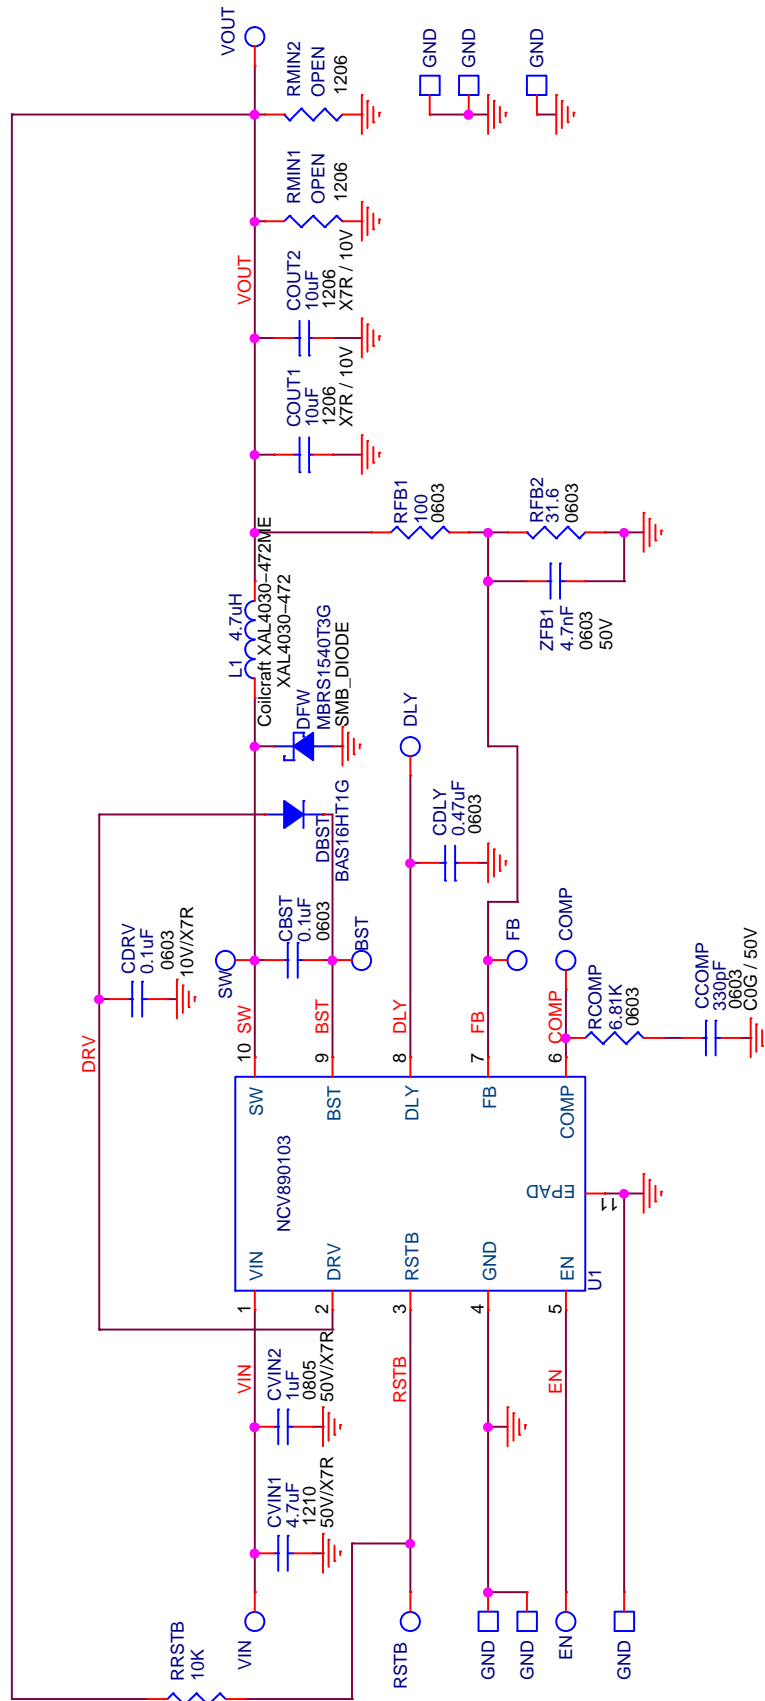 RRSTB
10K
VIN
CVIN1
4.7uF
1210
50V/X7R
CVIN2
1uF
0805
50V/X7R
VIN
1
RSTB
RSTB
3
GND
GND
4
EN
EN
5
GND
2
DRV
CDRV
0.1uF
0603
10V/X7R
VIN
DRV
RSTB
GND
EN
U1
NCV890103
EPAD
11
SW
BST
DLY
FB
COMP
10
SW
SW
9
BST
BST
CBST
0.1uF
0603
DBST
BAS16HT1G
8
DLY
CDLY
0.47uF
0603
DLY
7
FB
FB
6
COMP
COMP
RCOMP
6.81K
0603
CCOMP
330pF
0603
C0G / 50V
DFW
MBRS1540T3G
SMB_DIODE
L1 4.7uH
Coilcraft XAL4030-472ME
XAL4030-472
RFB1
100
0603
RFB2
31.6
0603
ZFB1
4.7nF
0603
50V
COUT1
10uF
1206
X7R / 10V
COUT2
10uF
1206
X7R / 10V
VOUT
RMIN1
OPEN
1206
RMIN2
OPEN
1206
VOUT
GND
GND
GND